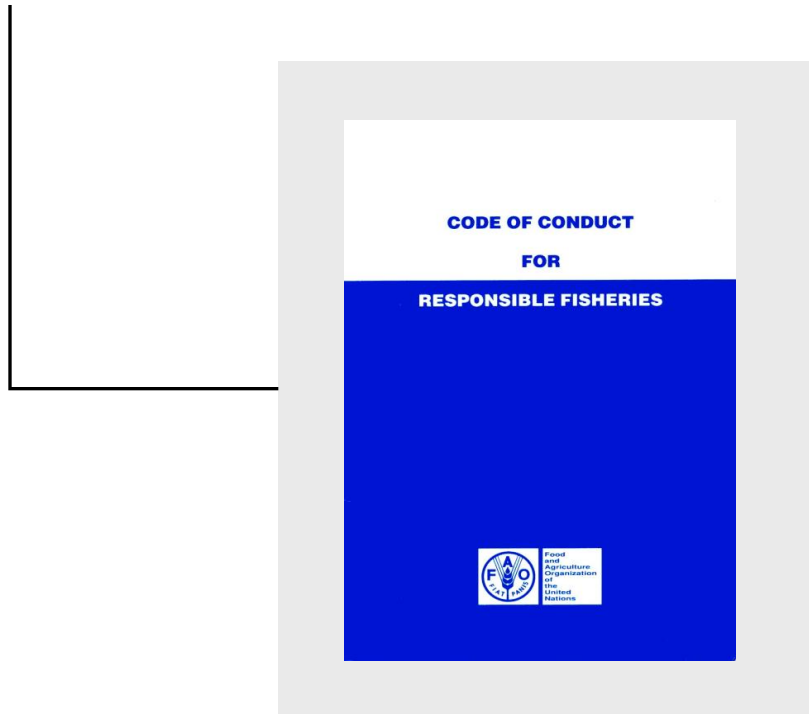 CODE OF CONDUCT
FOR
RESPONSIBLE FISHERIES
F A O
FIAT PANIS
Food
and
Agriculture
Organization
of
the
United
Nations